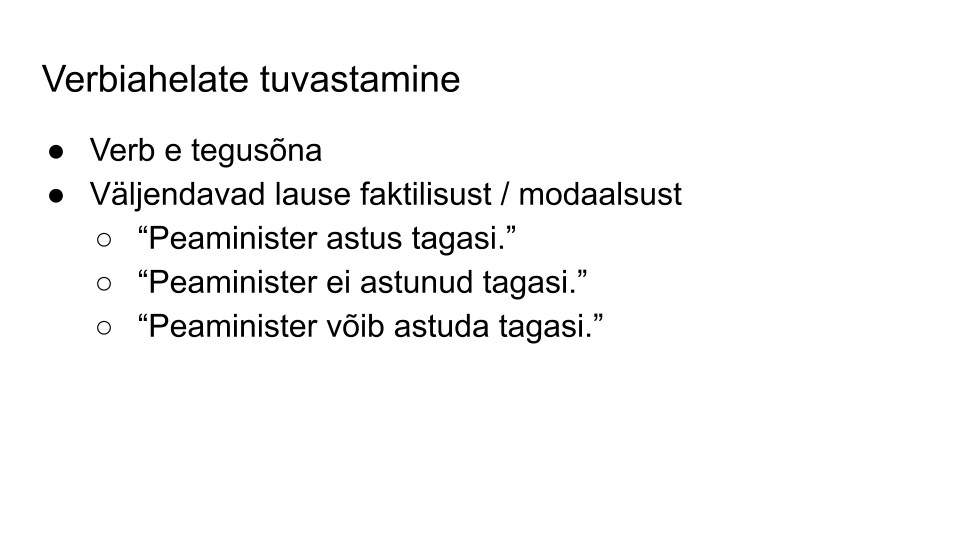 Verbiahelate tuvastamine
● Verb e tegusõna
● Väljendavad lause faktilisust / modaalsust
○ “Peaminister astus tagasi.”
○ “Peaminister ei astunud tagasi.”
○ “Peaminister võib astuda tagasi.”